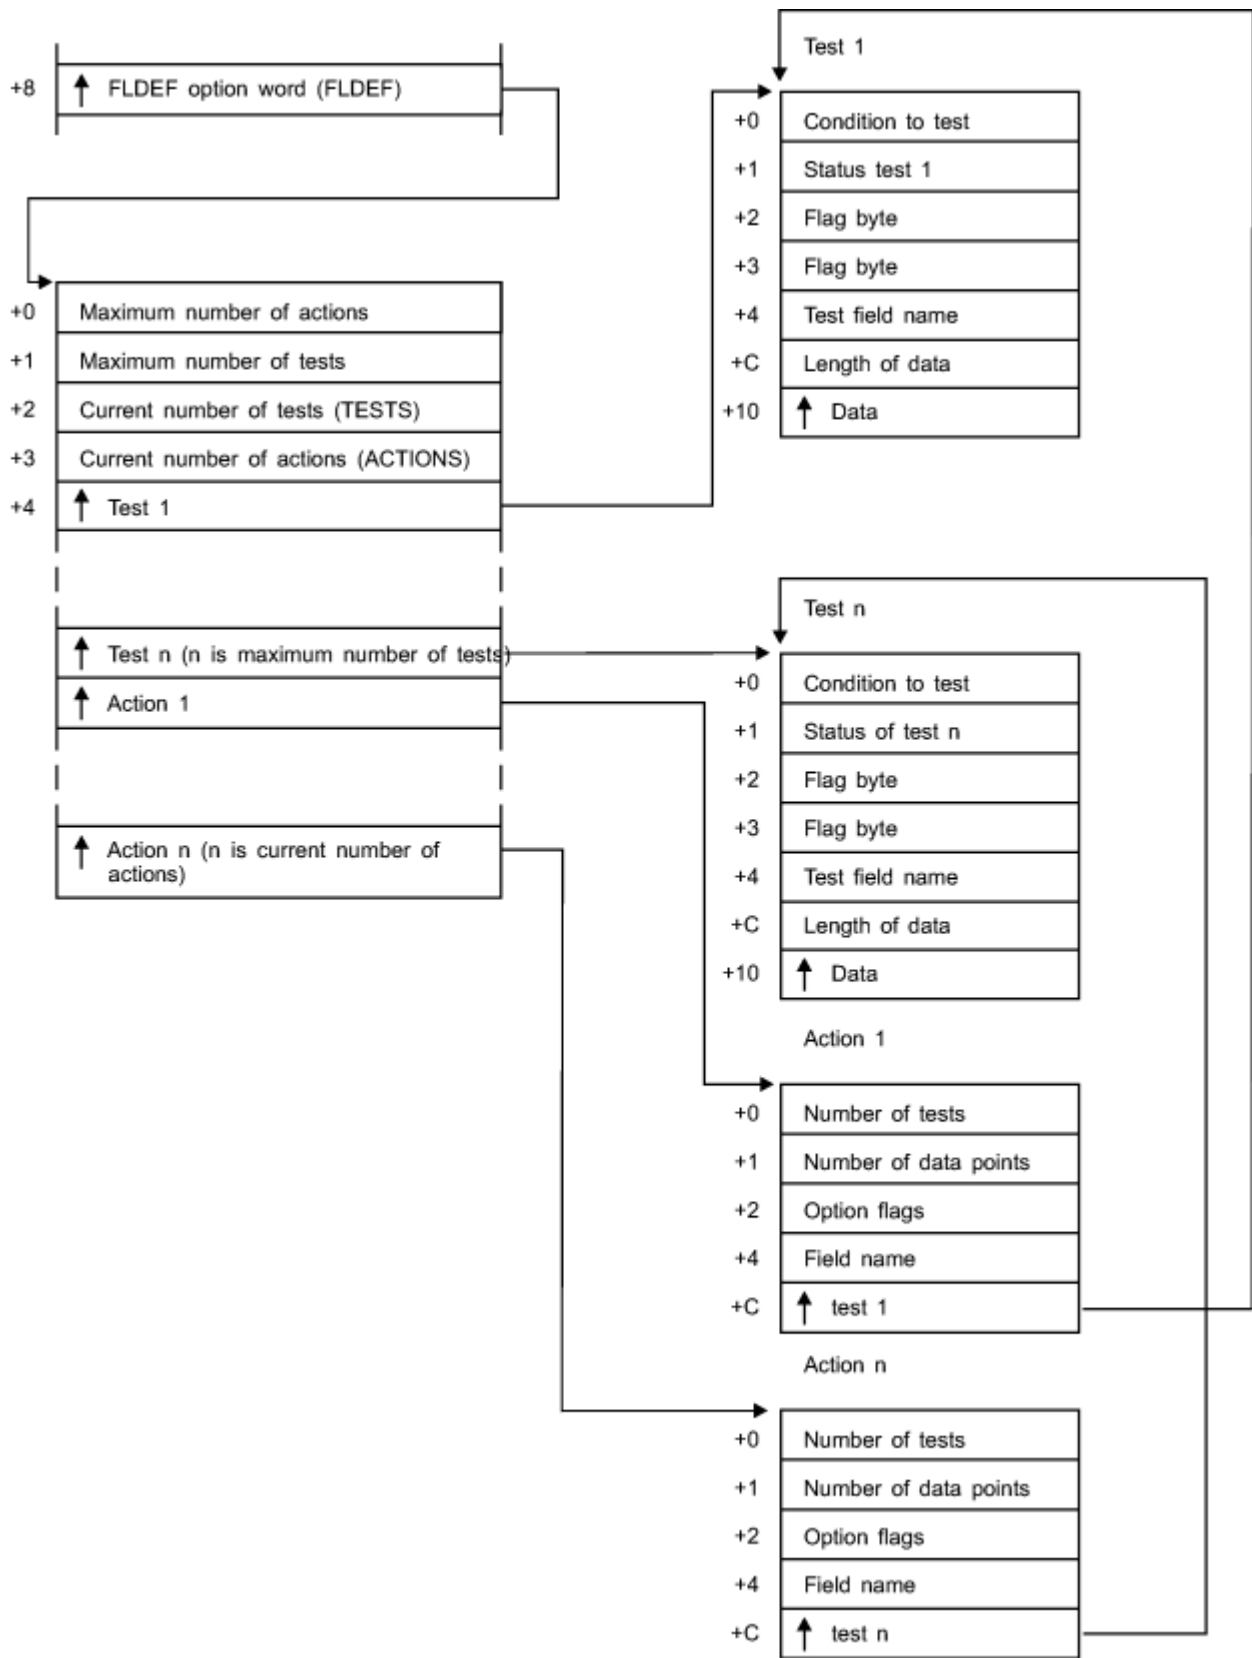 +8 FLDEF option word (FLDEF)
+0 Maximum number of actions
+1 Maximum number of tests
+2 Current number of tests (TESTS)
+3 Current number of actions (ACTIONS)
+4 Test 1
Test n (n is maximum number of tests)
Action 1
Action n (n is current number of
actions)
Test 1
+0 Condition to test
+1 Status test 1
+2 Flag byte
+3 Flag byte
+4 Test field name
+C Length of data
+10 Data
Test n
+0 Condition to test
+1 Status of test n
+2 Flag byte
+3 Flag byte
+4 Test field name
+C Length of data
+10 Data
Action 1
+0 Number of tests
+1 Number of data points
+2 Option flags
+4 Field name
+C test 1
Action n
+0 Number of tests
+1 Number of data points
+2 Option flags
+4 Field name
+C test n